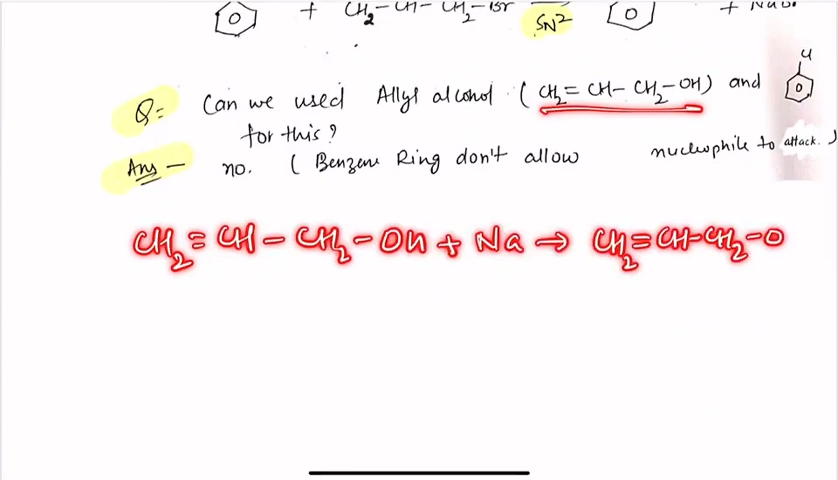 + CH2-CH-CH2-Br SN2 + NaBr
Q= Can we used Allyl alcohol (CH2=CH-CH2-OH) and Cl
for this?
Ans- no. (Benzene Ring don't allow nucleophile to attack.)
CH2=CH-CH2-OH+Na→CH2=CH-CH2-O